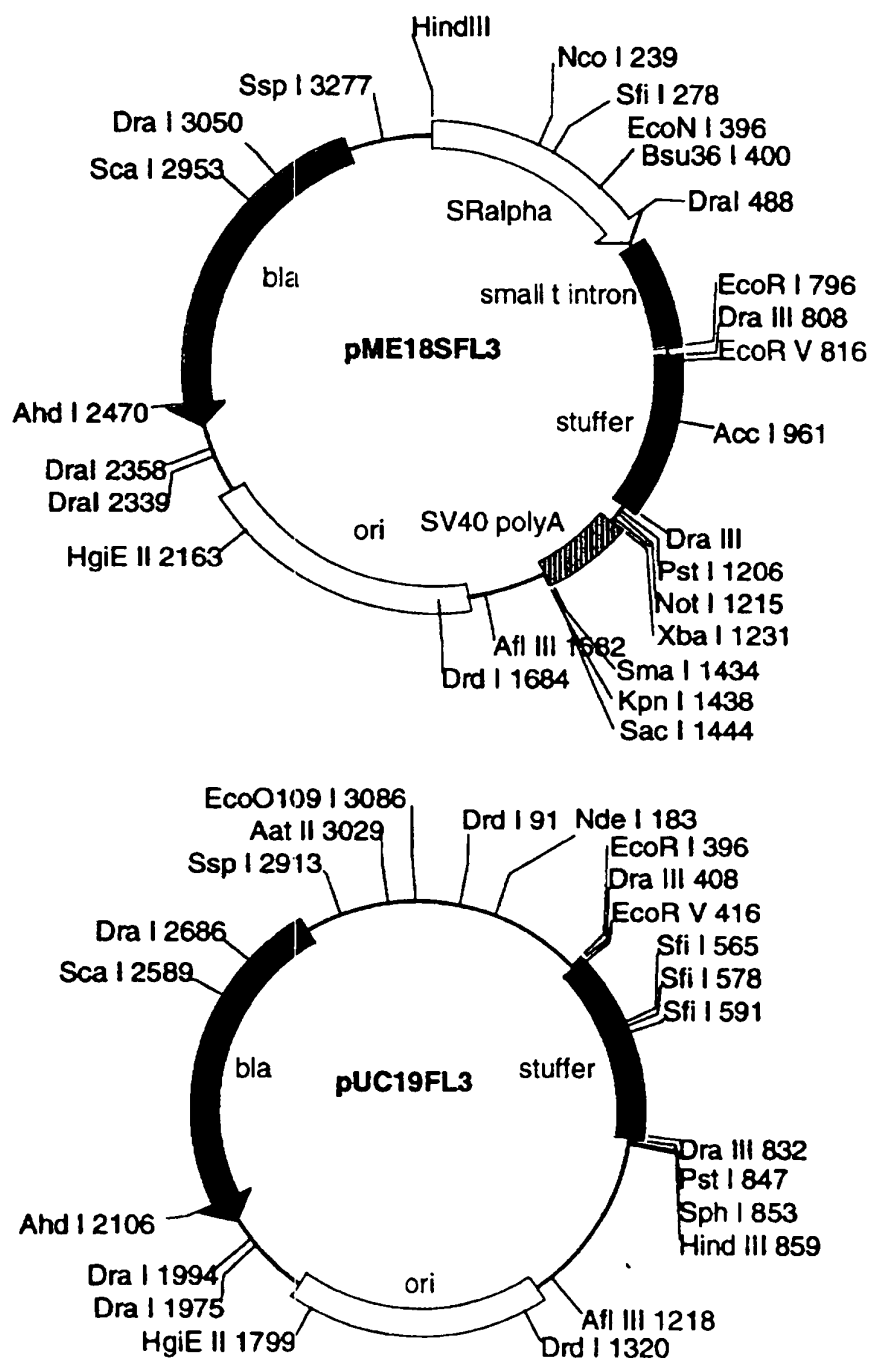 HindIII
Nco I 239
Ssp I 3277
Sfi I 278
Dra I 3050
EcoN I 396
Bsu36 I 400
Sca I 2953
SRalpha
DraI 488
bla
small t intron
EcoR I 796
Dra III 808
pME18SFL3
EcoR V 816
Ahd I 2470
stuffer
Acc I 961
DraI 2358
DraI 2339
ori
SV40 polyA
HgiE II 2163
Dra III
Pst I 1206
Not I 1215
Xba I 1231
Afl III 1682
Drd I 1684
Sma I 1434
Kpn I 1438
Sac I 1444
EcoO109 I 3086
Aat II 3029
Drd I 91
Nde I 183
Ssp I 2913
EcoR I 396
Dra III 408
EcoR V 416
Dra I 2686
Sca I 2589
Sfi I 565
Sfi I 578
Sfi I 591
bla
pUC19FL3
stuffer
Dra III 832
Pst I 847
Sph I 853
Hind III 859
Ahd I 2106
Dra I 1994
Dra I 1975
ori
HgiE II 1799
Afl III 1218
Drd I 1320